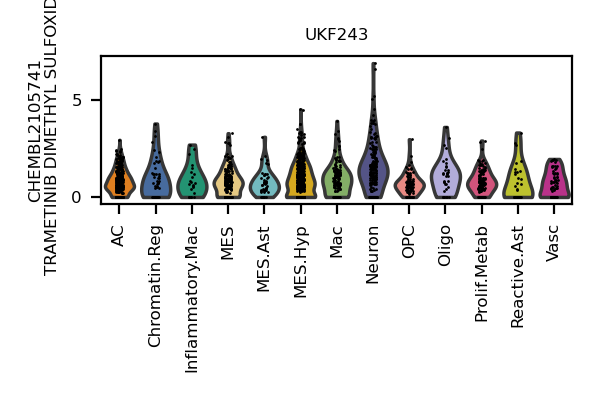 UKF243
CHEMBL2105741
TRAMETINIB DIMETHYL SULFOXID
5
0
AC
Chromatin.Reg
Inflammatory.Mac
MES
MES.Ast
MES.Hyp
Mac
Neuron
OPC
Oligo
Prolif.Metab
Reactive.Ast
Vasc